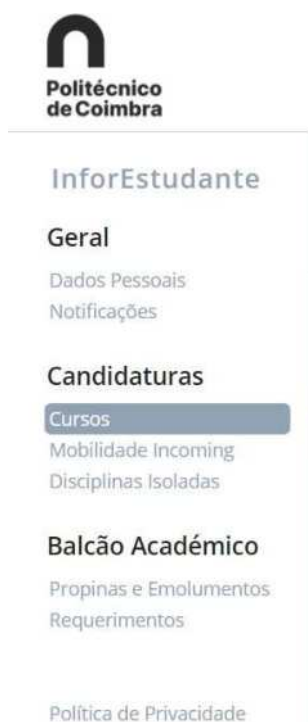 Politécnico
de Coimbra
InforEstudante
Geral
Dados Pessoais
Notificações
Candidaturas
Cursos
Mobilidade Incoming
Disciplinas Isoladas
Balcão Académico
Propinas e Emolumentos
Requerimentos
Política de Privacidade